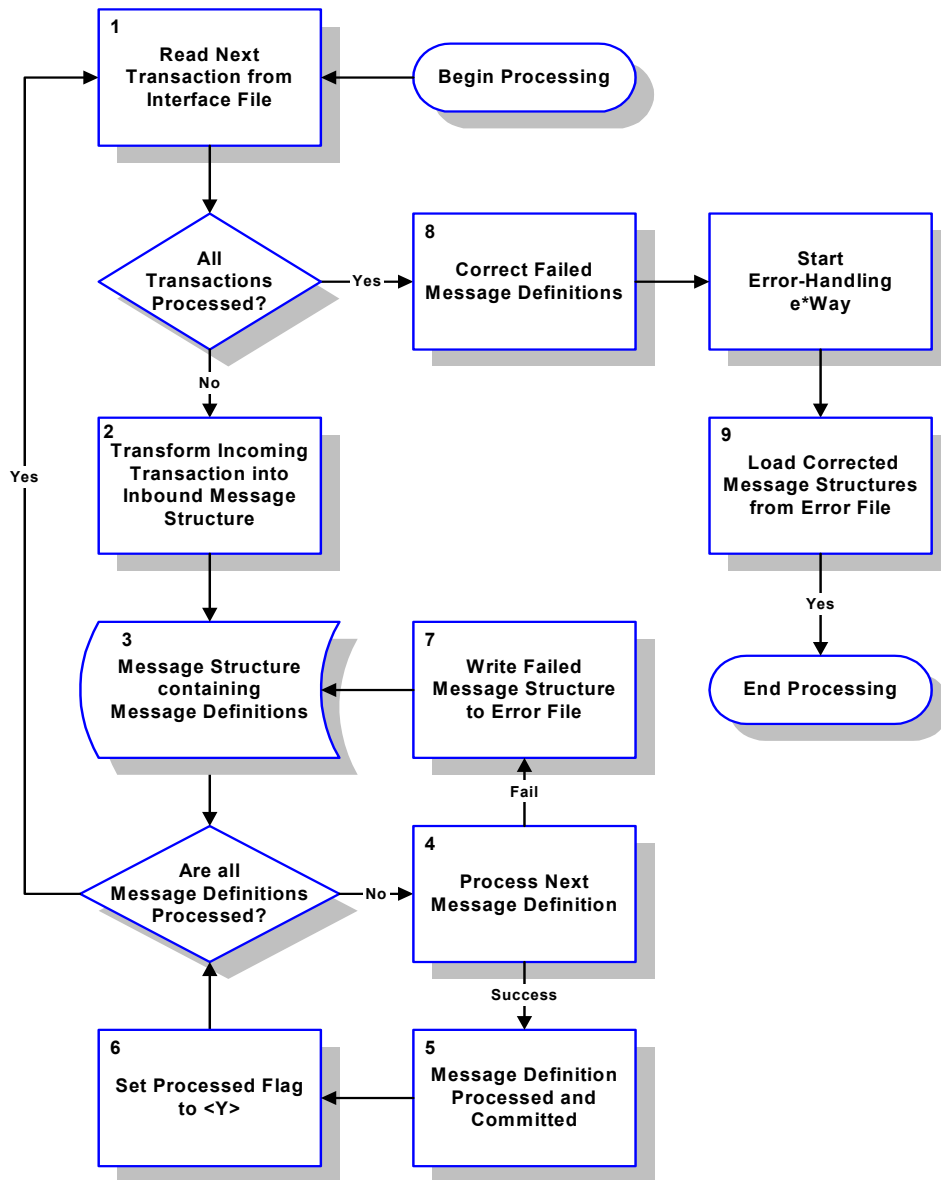 1
Read Next
Transaction from
Interface File
Begin Processing
All
Transactions
Processed?
Yes
8
Correct Failed
Message Definitions
Start
Error-Handling
e*Way
No
2
Transform Incoming
Transaction into
Inbound Message
Structure
Yes
9
Load Corrected
Message Structures
from Error File
Yes
3
Message Structure
containing
Message Definitions
7
Write Failed
Message Structure
to Error File
End Processing
Fail
Are all
Message Definitions
Processed?
No
4
Process Next
Message Definition
Success
6
Set Processed Flag
to <Y>
5
Message Definition
Processed and
Committed